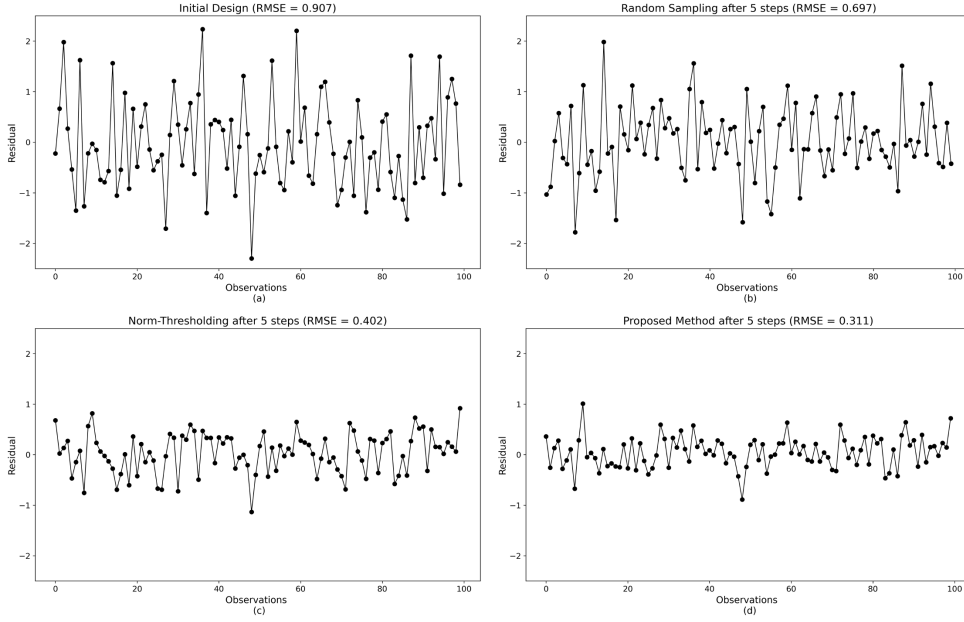 Initial Design (RMSE = 0.907)
2
1
0
−1
−2
Residual
0 20 40 60 80 100
Observations
(a)
Random Sampling after 5 steps (RMSE = 0.697)
2
1
0
−1
−2
Residual
0 20 40 60 80 100
Observations
(b)
Norm-Thresholding after 5 steps (RMSE = 0.402)
2
1
0
−1
−2
Residual
0 20 40 60 80 100
Observations
(c)
Proposed Method after 5 steps (RMSE = 0.311)
2
1
0
−1
−2
Residual
0 20 40 60 80 100
Observations
(d)